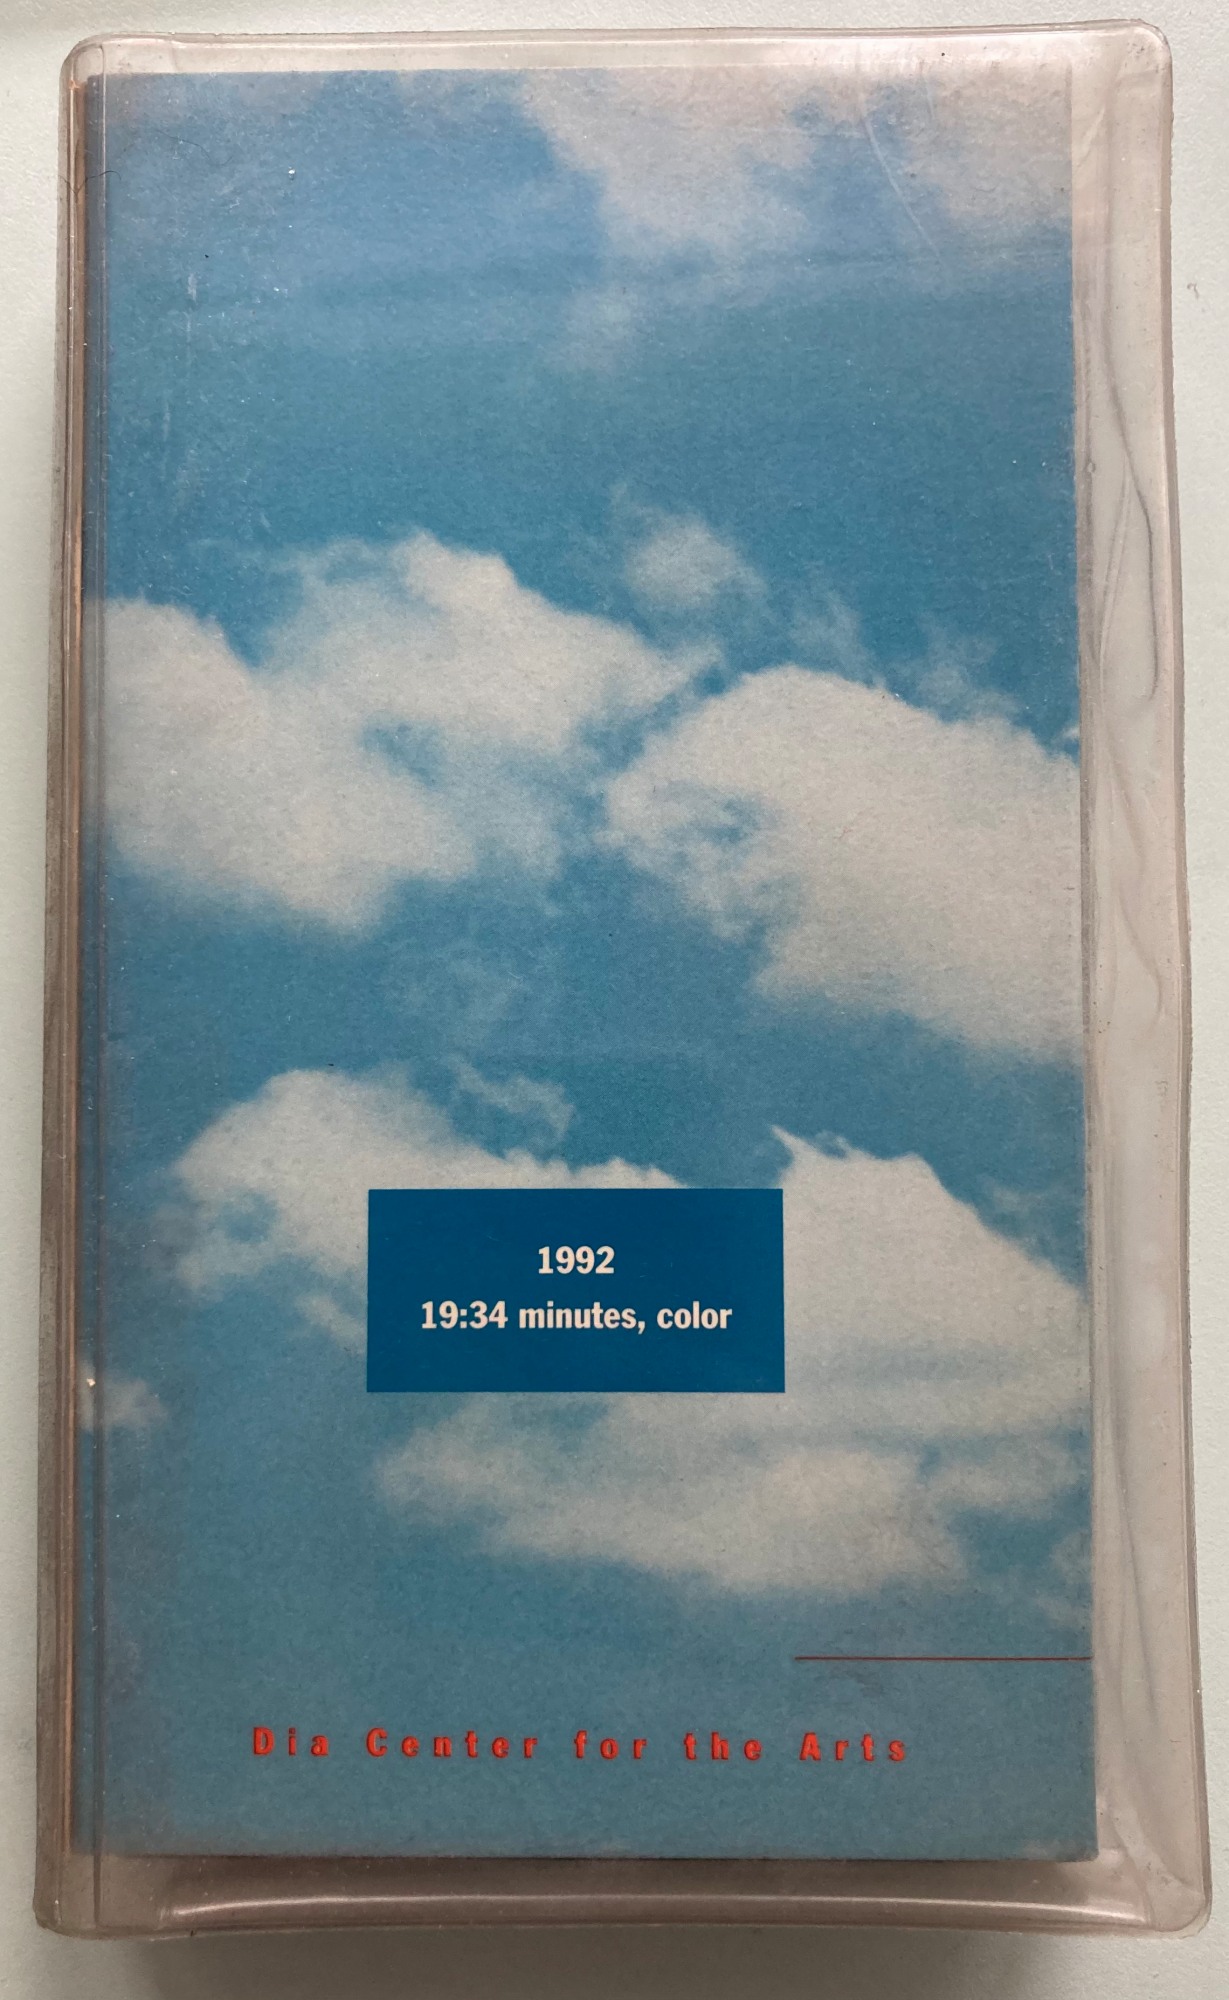 1992
19:34 minutes, color
Dia Center for the Arts